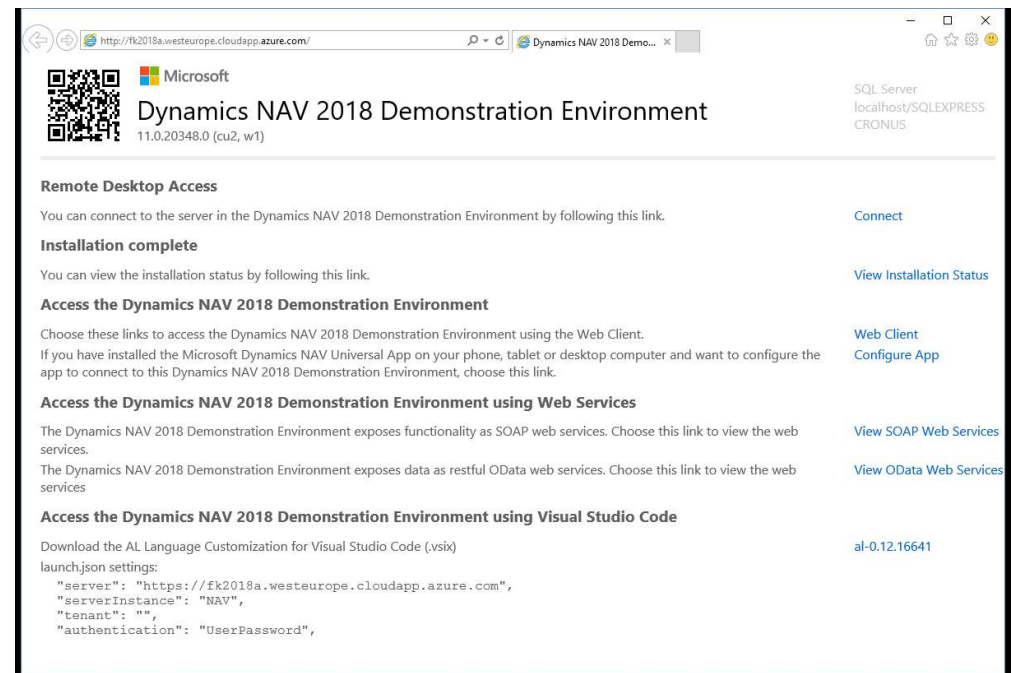 http://fk2018a.westeurope.cloudapp.azure.com/
Dynamics NAV 2018 Demo...
Microsoft
Dynamics NAV 2018 Demonstration Environment
11.0.20348.0 (cu2, w1)
SQL Server
localhost/SQLEXPRESS
CRONUS
Remote Desktop Access
You can connect to the server in the Dynamics NAV 2018 Demonstration Environment by following this link.
Connect
Installation complete
You can view the installation status by following this link.
View Installation Status
Access the Dynamics NAV 2018 Demonstration Environment
Choose these links to access the Dynamics NAV 2018 Demonstration Environment using the Web Client.
Web Client
If you have installed the Microsoft Dynamics NAV Universal App on your phone, tablet or desktop computer and want to configure the
app to connect to this Dynamics NAV 2018 Demonstration Environment, choose this link.
Configure App
Access the Dynamics NAV 2018 Demonstration Environment using Web Services
The Dynamics NAV 2018 Demonstration Environment exposes functionality as SOAP web services. Choose this link to view the web
services.
View SOAP Web Services
The Dynamics NAV 2018 Demonstration Environment exposes data as restful OData web services. Choose this link to view the web
services
View OData Web Services
Access the Dynamics NAV 2018 Demonstration Environment using Visual Studio Code
Download the AL Language Customization for Visual Studio Code (.vsix)
al-0.12.16641
launch.json settings:
"server": "https://fk2018a.westeurope.cloudapp.azure.com",
"serverInstance": "NAV",
"tenant": "",
"authentication": "UserPassword",